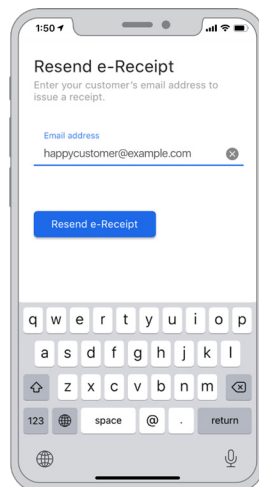 1:50
Resend e-Receipt
Enter your customer's email address to
issue a receipt.
Email address
happycustomer@example.com
Resend e-Receipt
q w e r t y u i o p
a s d f g h j k l
z x c v b n m
123 space @ . return